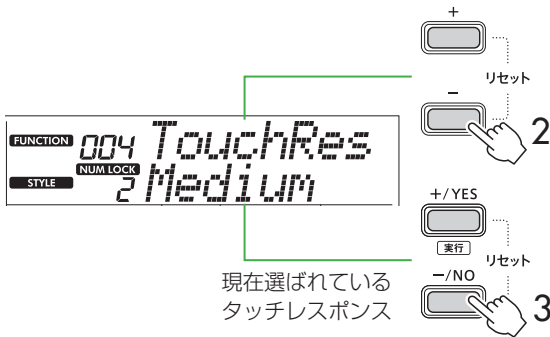 +
リセット
−
2
FUNCTION 004 TouchRes
NUM LOCK
STYLE 2 Medium
+/YES
実行
リセット
−/NO
3
現在選ばれている
タッチレスポンス